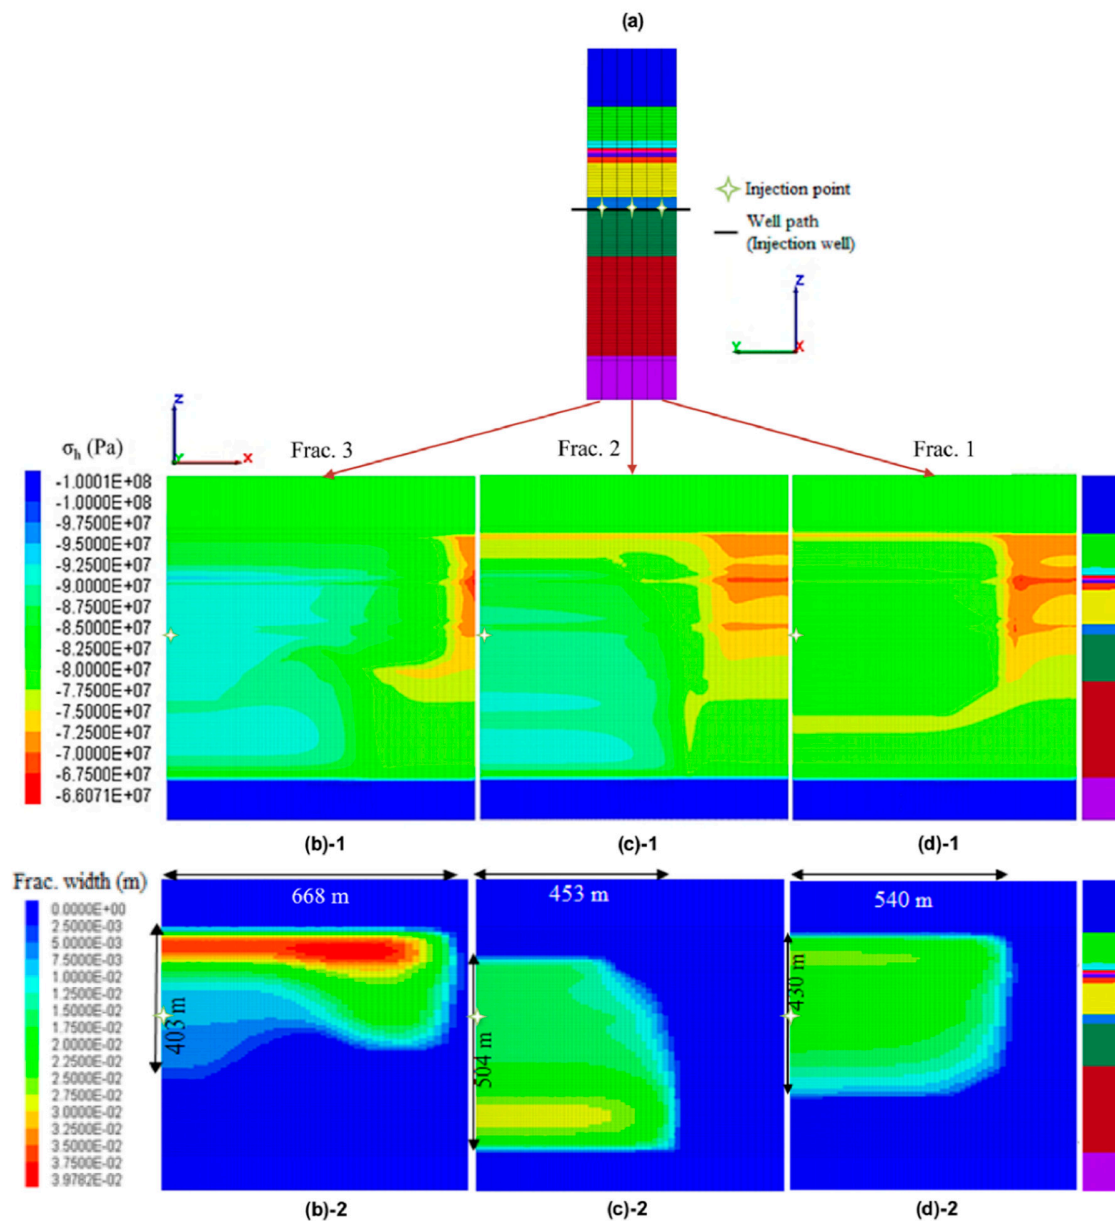 (a)
Injection point
Well path
(Injection well)
Z
Y
X
Z
Y
X
σh (Pa)
Frac. 3
Frac. 2
Frac. 1
-1.0001E+08
-1.0000E+08
-9.7500E+07
-9.5000E+07
-9.0000E+07
-8.7500E+07
-8.5000E+07
-8.2500E+07
-8.0000E+07
-7.7500E+07
-7.5000E+07
-7.2500E+07
-7.0000E+07
-6.7500E+07
-6.6071E+07
(b)-1
(c)-1
(d)-1
Frac. width (m)
668 m
453 m
540 m
0.0000E+00
2.5000E-03
5.0000E-03
7.5000E-03
1.0000E-02
1.2500E-02
1.5000E-02
1.7500E-02
2.0000E-02
2.2500E-02
2.5000E-02
2.7500E-02
3.0000E-02
3.2500E-02
3.5000E-02
3.7500E-02
3.9782E-02
403 m
504 m
430 m
(b)-2
(c)-2
(d)-2